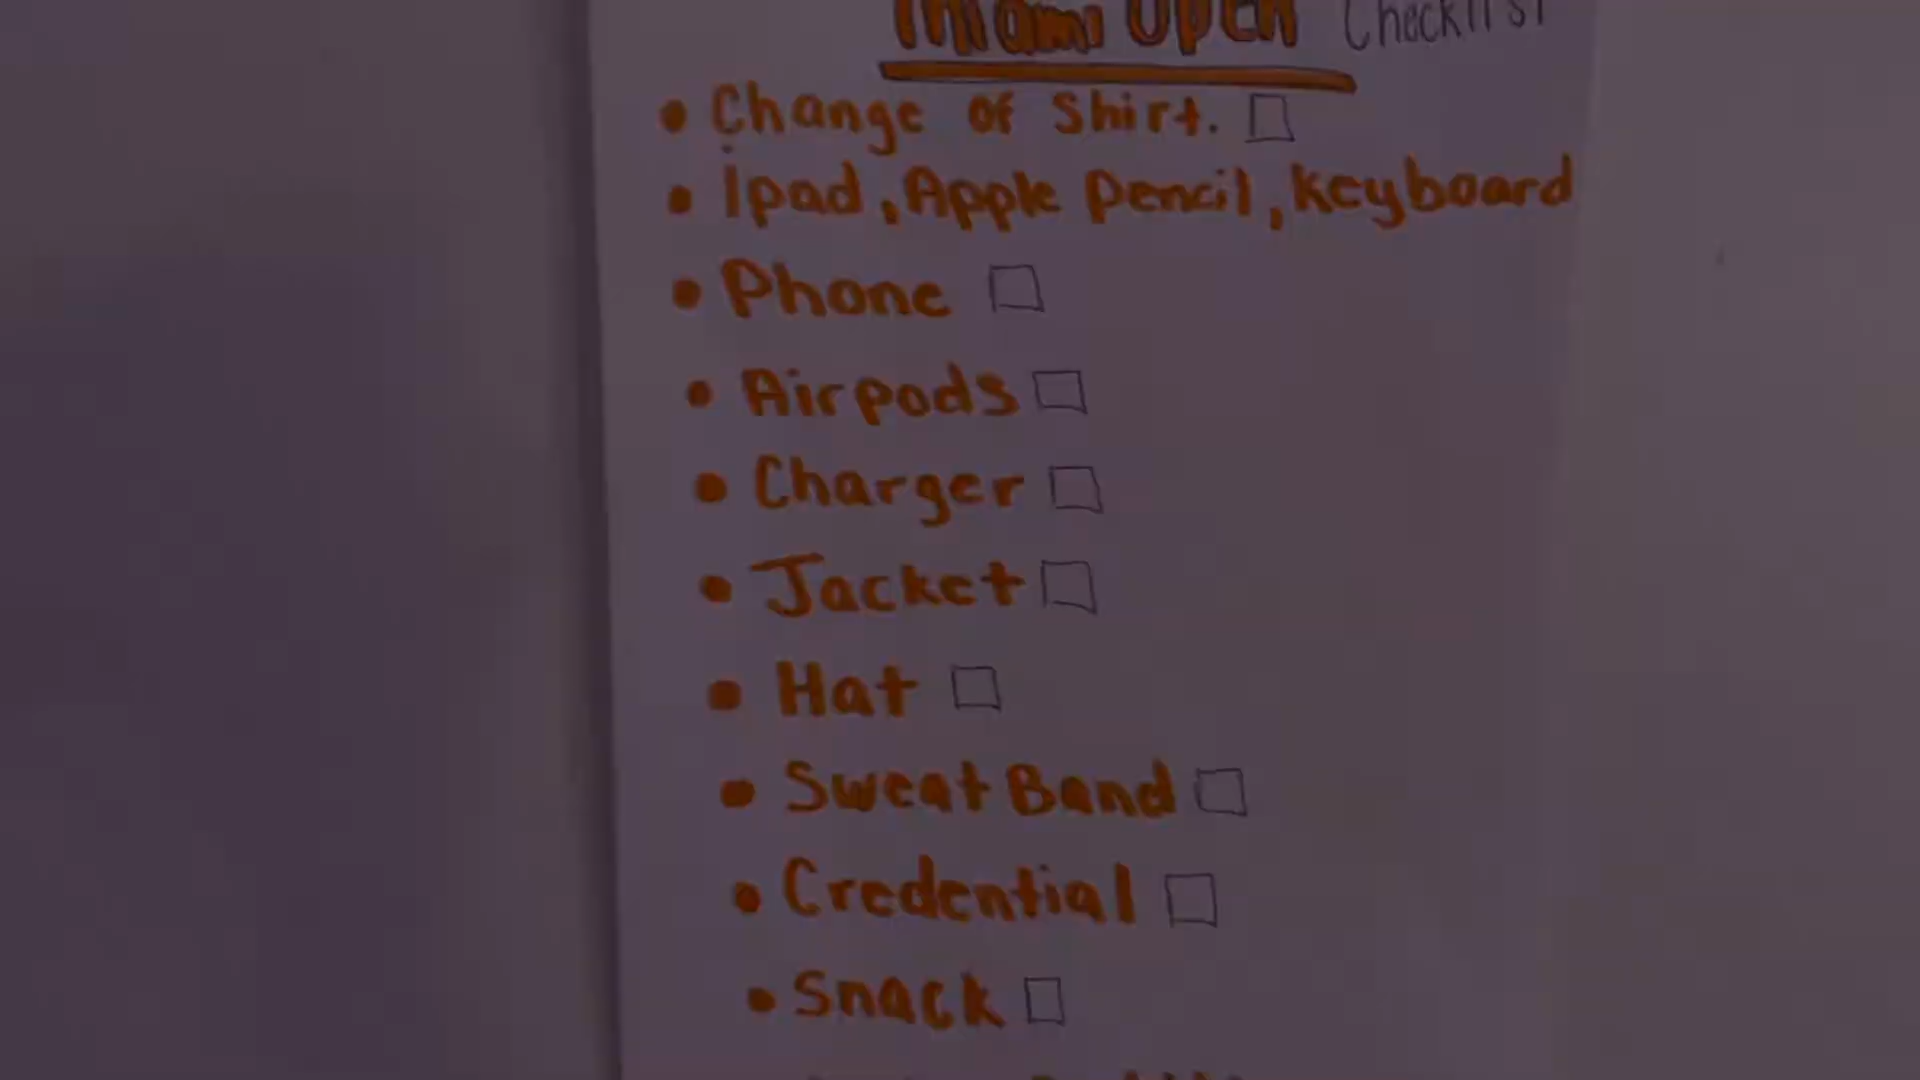 Miami Open Checklist
• Change of Shirt. ☐
• Ipad, Apple Pencil, Keyboard
• Phone ☐
• Airpods ☐
• Charger ☐
• Jacket ☐
• Hat ☐
• Sweat Band ☐
• Credential ☐
• Snack ☐